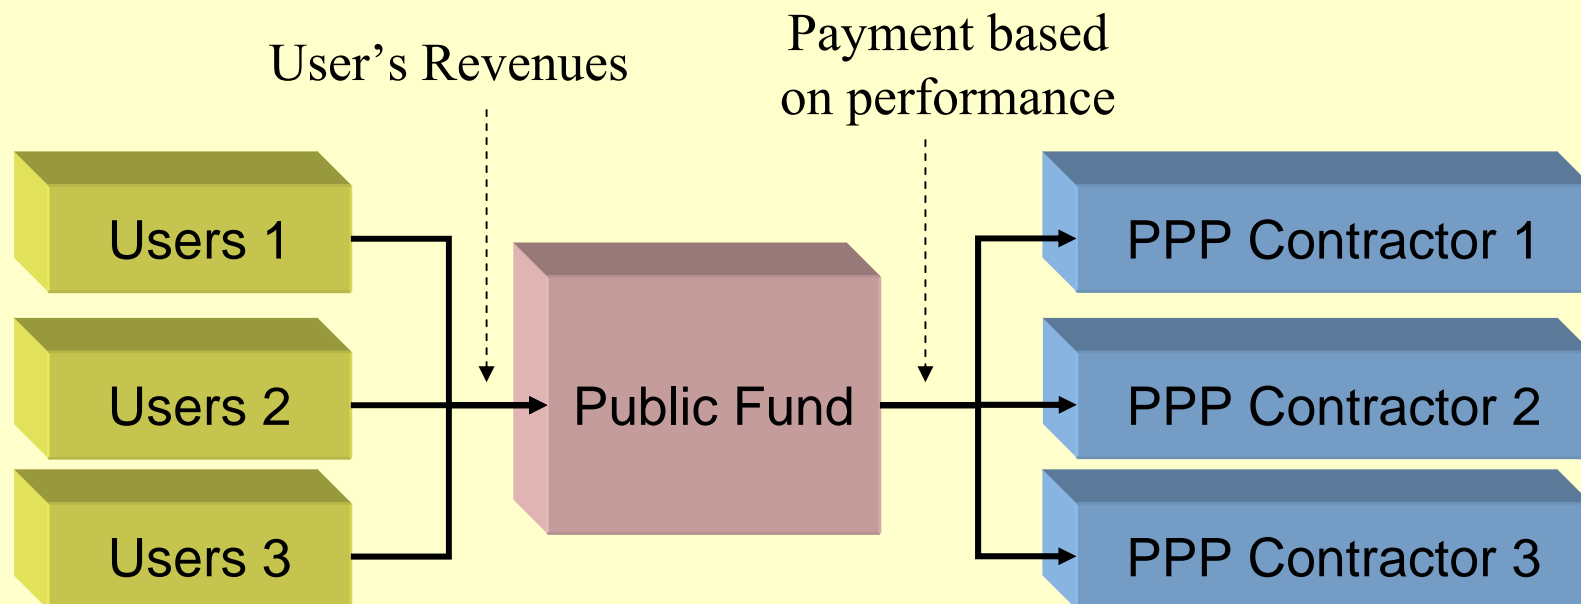 User’s Revenues
Payment based
on performance
Users 1
Users 2
Users 3
Public Fund
PPP Contractor 1
PPP Contractor 2
PPP Contractor 3